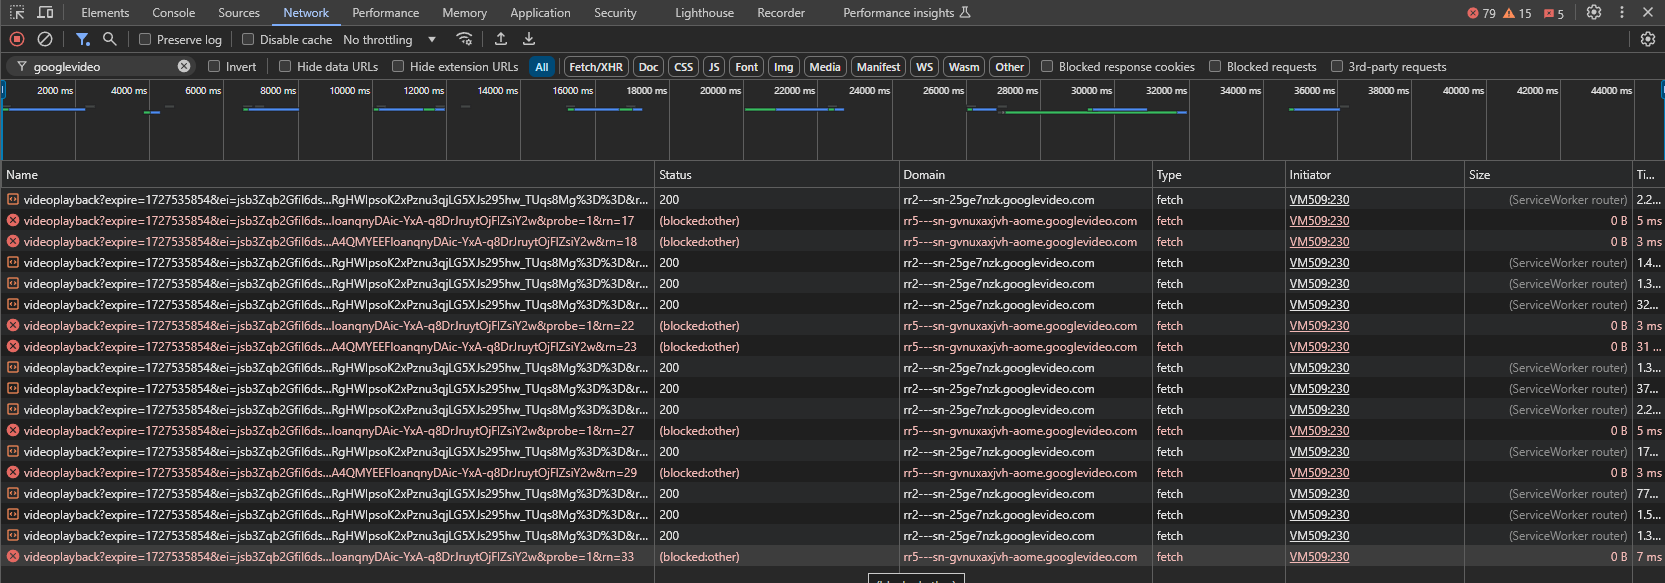 Elements Console Sources Network Performance Memory Application Security Lighthouse Recorder Performance insights 79 15 5
Preserve log Disable cache No throttling
googlevideo Invert Hide data URLs Hide extension URLs All Fetch/XHR Doc CSS JS Font Img Media Manifest WS Wasm Other Blocked response cookies Blocked requests 3rd-party requests
2000 ms 4000 ms 6000 ms 8000 ms 10000 ms 12000 ms 14000 ms 16000 ms 18000 ms 20000 ms 22000 ms 24000 ms 26000 ms 28000 ms 30000 ms 32000 ms 34000 ms 36000 ms 38000 ms 40000 ms 42000 ms 44000 ms
Name Status Domain Type Initiator Size Ti...
videoplayback?expire=1727535854&ei=jsb3Zqb2Gfil6ds...RgHWlpsoK2xPznu3qjLG5XJs295hw_TUqs8Mg%3D%3D&r... 200 rr2---sn-25ge7nzk.googlevideo.com fetch VM509:230 (ServiceWorker router) 2.2...
videoplayback?expire=1727535854&ei=jsb3Zqb2Gfil6ds...IoanqnyDAic-YxA-q8DrJruytOjFIZsiY2w&probe=1&rn=17 (blocked:other) rr5---sn-gvnuxaxjvh-aome.googlevideo.com fetch VM509:230 0 B 5 ms
videoplayback?expire=1727535854&ei=jsb3Zqb2Gfil6ds...A4QMYEEFIoanqnyDAic-YxA-q8DrJruytOjFIZsiY2w&rn=18 (blocked:other) rr5---sn-gvnuxaxjvh-aome.googlevideo.com fetch VM509:230 0 B 3 ms
videoplayback?expire=1727535854&ei=jsb3Zqb2Gfil6ds...RgHWlpsoK2xPznu3qjLG5XJs295hw_TUqs8Mg%3D%3D&r... 200 rr2---sn-25ge7nzk.googlevideo.com fetch VM509:230 (ServiceWorker router) 1.4...
videoplayback?expire=1727535854&ei=jsb3Zqb2Gfil6ds...RgHWlpsoK2xPznu3qjLG5XJs295hw_TUqs8Mg%3D%3D&r... 200 rr2---sn-25ge7nzk.googlevideo.com fetch VM509:230 (ServiceWorker router) 1.3...
videoplayback?expire=1727535854&ei=jsb3Zqb2Gfil6ds...RgHWlpsoK2xPznu3qjLG5XJs295hw_TUqs8Mg%3D%3D&r... 200 rr2---sn-25ge7nzk.googlevideo.com fetch VM509:230 (ServiceWorker router) 32...
videoplayback?expire=1727535854&ei=jsb3Zqb2Gfil6ds...IoanqnyDAic-YxA-q8DrJruytOjFIZsiY2w&probe=1&rn=22 (blocked:other) rr5---sn-gvnuxaxjvh-aome.googlevideo.com fetch VM509:230 0 B 3 ms
videoplayback?expire=1727535854&ei=jsb3Zqb2Gfil6ds...A4QMYEEFIoanqnyDAic-YxA-q8DrJruytOjFIZsiY2w&rn=23 (blocked:other) rr5---sn-gvnuxaxjvh-aome.googlevideo.com fetch VM509:230 0 B 31 ...
videoplayback?expire=1727535854&ei=jsb3Zqb2Gfil6ds...RgHWlpsoK2xPznu3qjLG5XJs295hw_TUqs8Mg%3D%3D&r... 200 rr2---sn-25ge7nzk.googlevideo.com fetch VM509:230 (ServiceWorker router) 1.3...
videoplayback?expire=1727535854&ei=jsb3Zqb2Gfil6ds...RgHWlpsoK2xPznu3qjLG5XJs295hw_TUqs8Mg%3D%3D&r... 200 rr2---sn-25ge7nzk.googlevideo.com fetch VM509:230 (ServiceWorker router) 37...
videoplayback?expire=1727535854&ei=jsb3Zqb2Gfil6ds...RgHWlpsoK2xPznu3qjLG5XJs295hw_TUqs8Mg%3D%3D&r... 200 rr2---sn-25ge7nzk.googlevideo.com fetch VM509:230 (ServiceWorker router) 2.2...
videoplayback?expire=1727535854&ei=jsb3Zqb2Gfil6ds...IoanqnyDAic-YxA-q8DrJruytOjFIZsiY2w&probe=1&rn=27 (blocked:other) rr5---sn-gvnuxaxjvh-aome.googlevideo.com fetch VM509:230 0 B 5 ms
videoplayback?expire=1727535854&ei=jsb3Zqb2Gfil6ds...RgHWlpsoK2xPznu3qjLG5XJs295hw_TUqs8Mg%3D%3D&r... 200 rr2---sn-25ge7nzk.googlevideo.com fetch VM509:230 (ServiceWorker router) 17...
videoplayback?expire=1727535854&ei=jsb3Zqb2Gfil6ds...A4QMYEEFIoanqnyDAic-YxA-q8DrJruytOjFIZsiY2w&rn=29 (blocked:other) rr5---sn-gvnuxaxjvh-aome.googlevideo.com fetch VM509:230 0 B 3 ms
videoplayback?expire=1727535854&ei=jsb3Zqb2Gfil6ds...RgHWlpsoK2xPznu3qjLG5XJs295hw_TUqs8Mg%3D%3D&r... 200 rr2---sn-25ge7nzk.googlevideo.com fetch VM509:230 (ServiceWorker router) 77...
videoplayback?expire=1727535854&ei=jsb3Zqb2Gfil6ds...RgHWlpsoK2xPznu3qjLG5XJs295hw_TUqs8Mg%3D%3D&r... 200 rr2---sn-25ge7nzk.googlevideo.com fetch VM509:230 (ServiceWorker router) 1.5...
videoplayback?expire=1727535854&ei=jsb3Zqb2Gfil6ds...RgHWlpsoK2xPznu3qjLG5XJs295hw_TUqs8Mg%3D%3D&r... 200 rr2---sn-25ge7nzk.googlevideo.com fetch VM509:230 (ServiceWorker router) 1.3...
videoplayback?expire=1727535854&ei=jsb3Zqb2Gfil6ds...IoanqnyDAic-YxA-q8DrJruytOjFIZsiY2w&probe=1&rn=33 (blocked:other) rr5---sn-gvnuxaxjvh-aome.googlevideo.com fetch VM509:230 0 B 7 ms